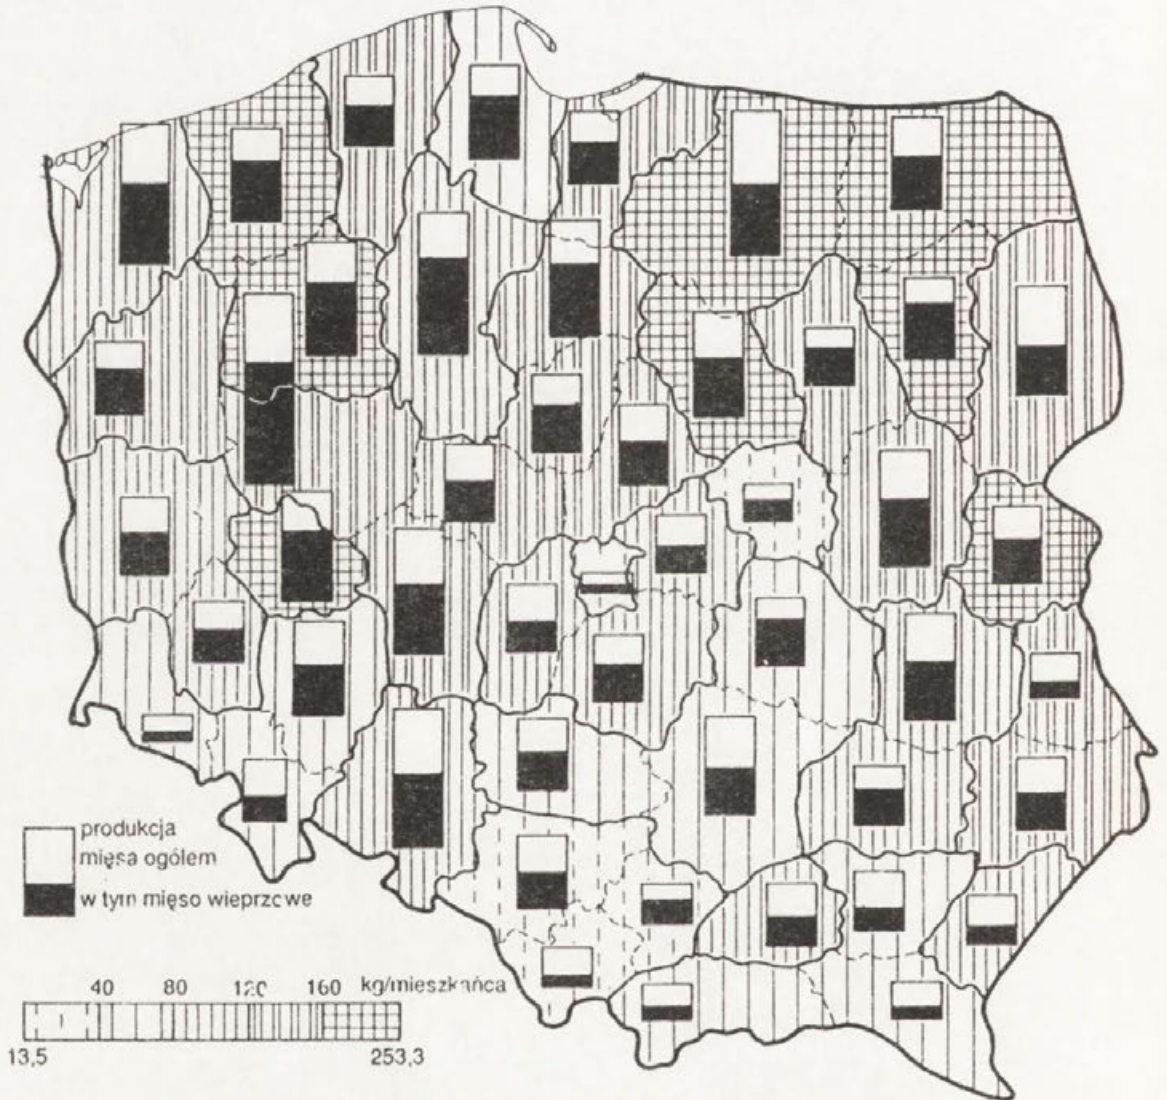 produkcja
mięsa ogółem
w tym mięso wieprzowe
40 80 120 160 kg/mieszkańca
13,5 253,3